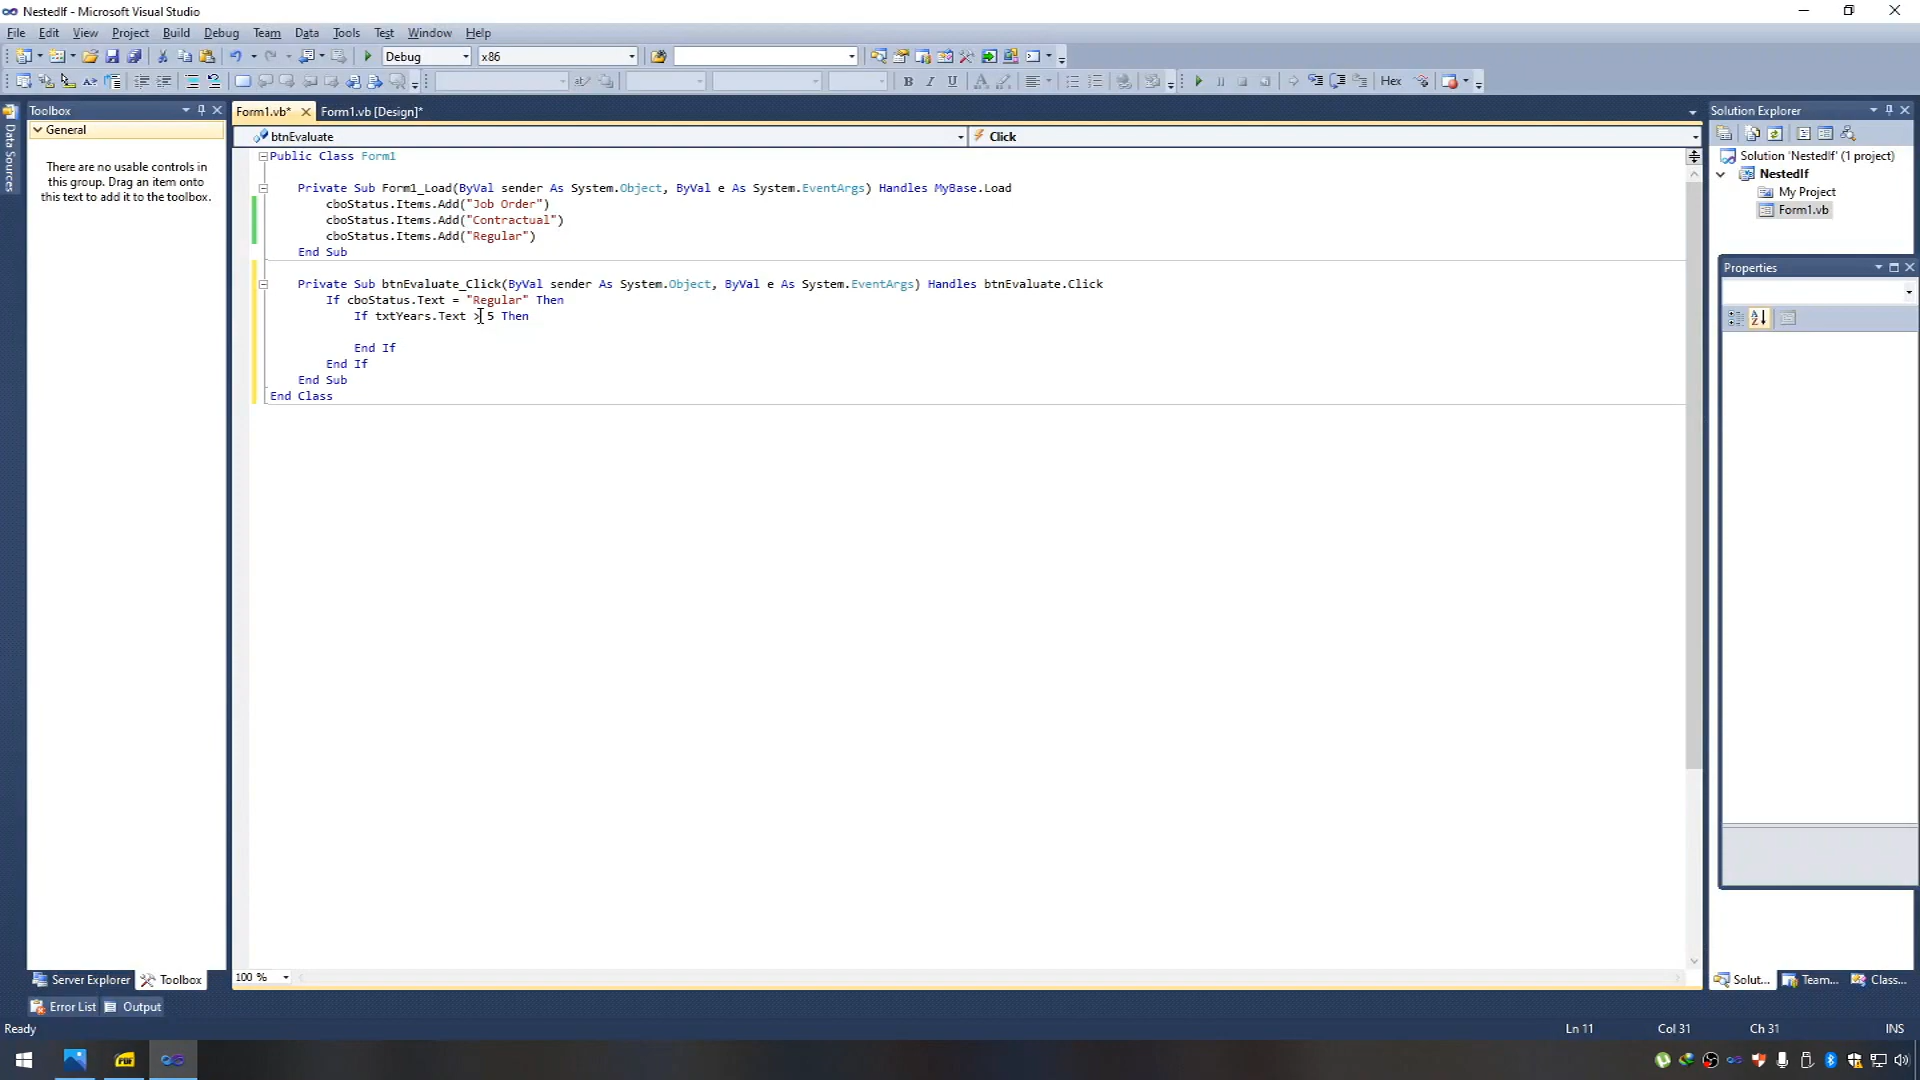 NestedIf - Microsoft Visual Studio
File Edit View Project Build Debug Team Data Tools Test Window Help
Debug x86
Hex
Data Sources
Toolbox
General
There are no usable controls in
this group. Drag an item onto
this text to add it to the toolbox.
Form1.vb* Form1.vb [Design]*
btnEvaluate Click
Public Class Form1
Private Sub Form1_Load(ByVal sender As System.Object, ByVal e As System.EventArgs) Handles MyBase.Load
cboStatus.Items.Add("Job Order")
cboStatus.Items.Add("Contractual")
cboStatus.Items.Add("Regular")
End Sub
Private Sub btnEvaluate_Click(ByVal sender As System.Object, ByVal e As System.EventArgs) Handles btnEvaluate.Click
If cboStatus.Text = "Regular" Then
If txtYears.Text > 5 Then
End If
End If
End Sub
End Class
100 %
Solution Explorer
Solution 'NestedIf' (1 project)
NestedIf
My Project
Form1.vb
Properties
Server Explorer Toolbox
Solut... Team... Class...
Error List Output
Ready Ln 11 Col 31 Ch 31 INS
PDF